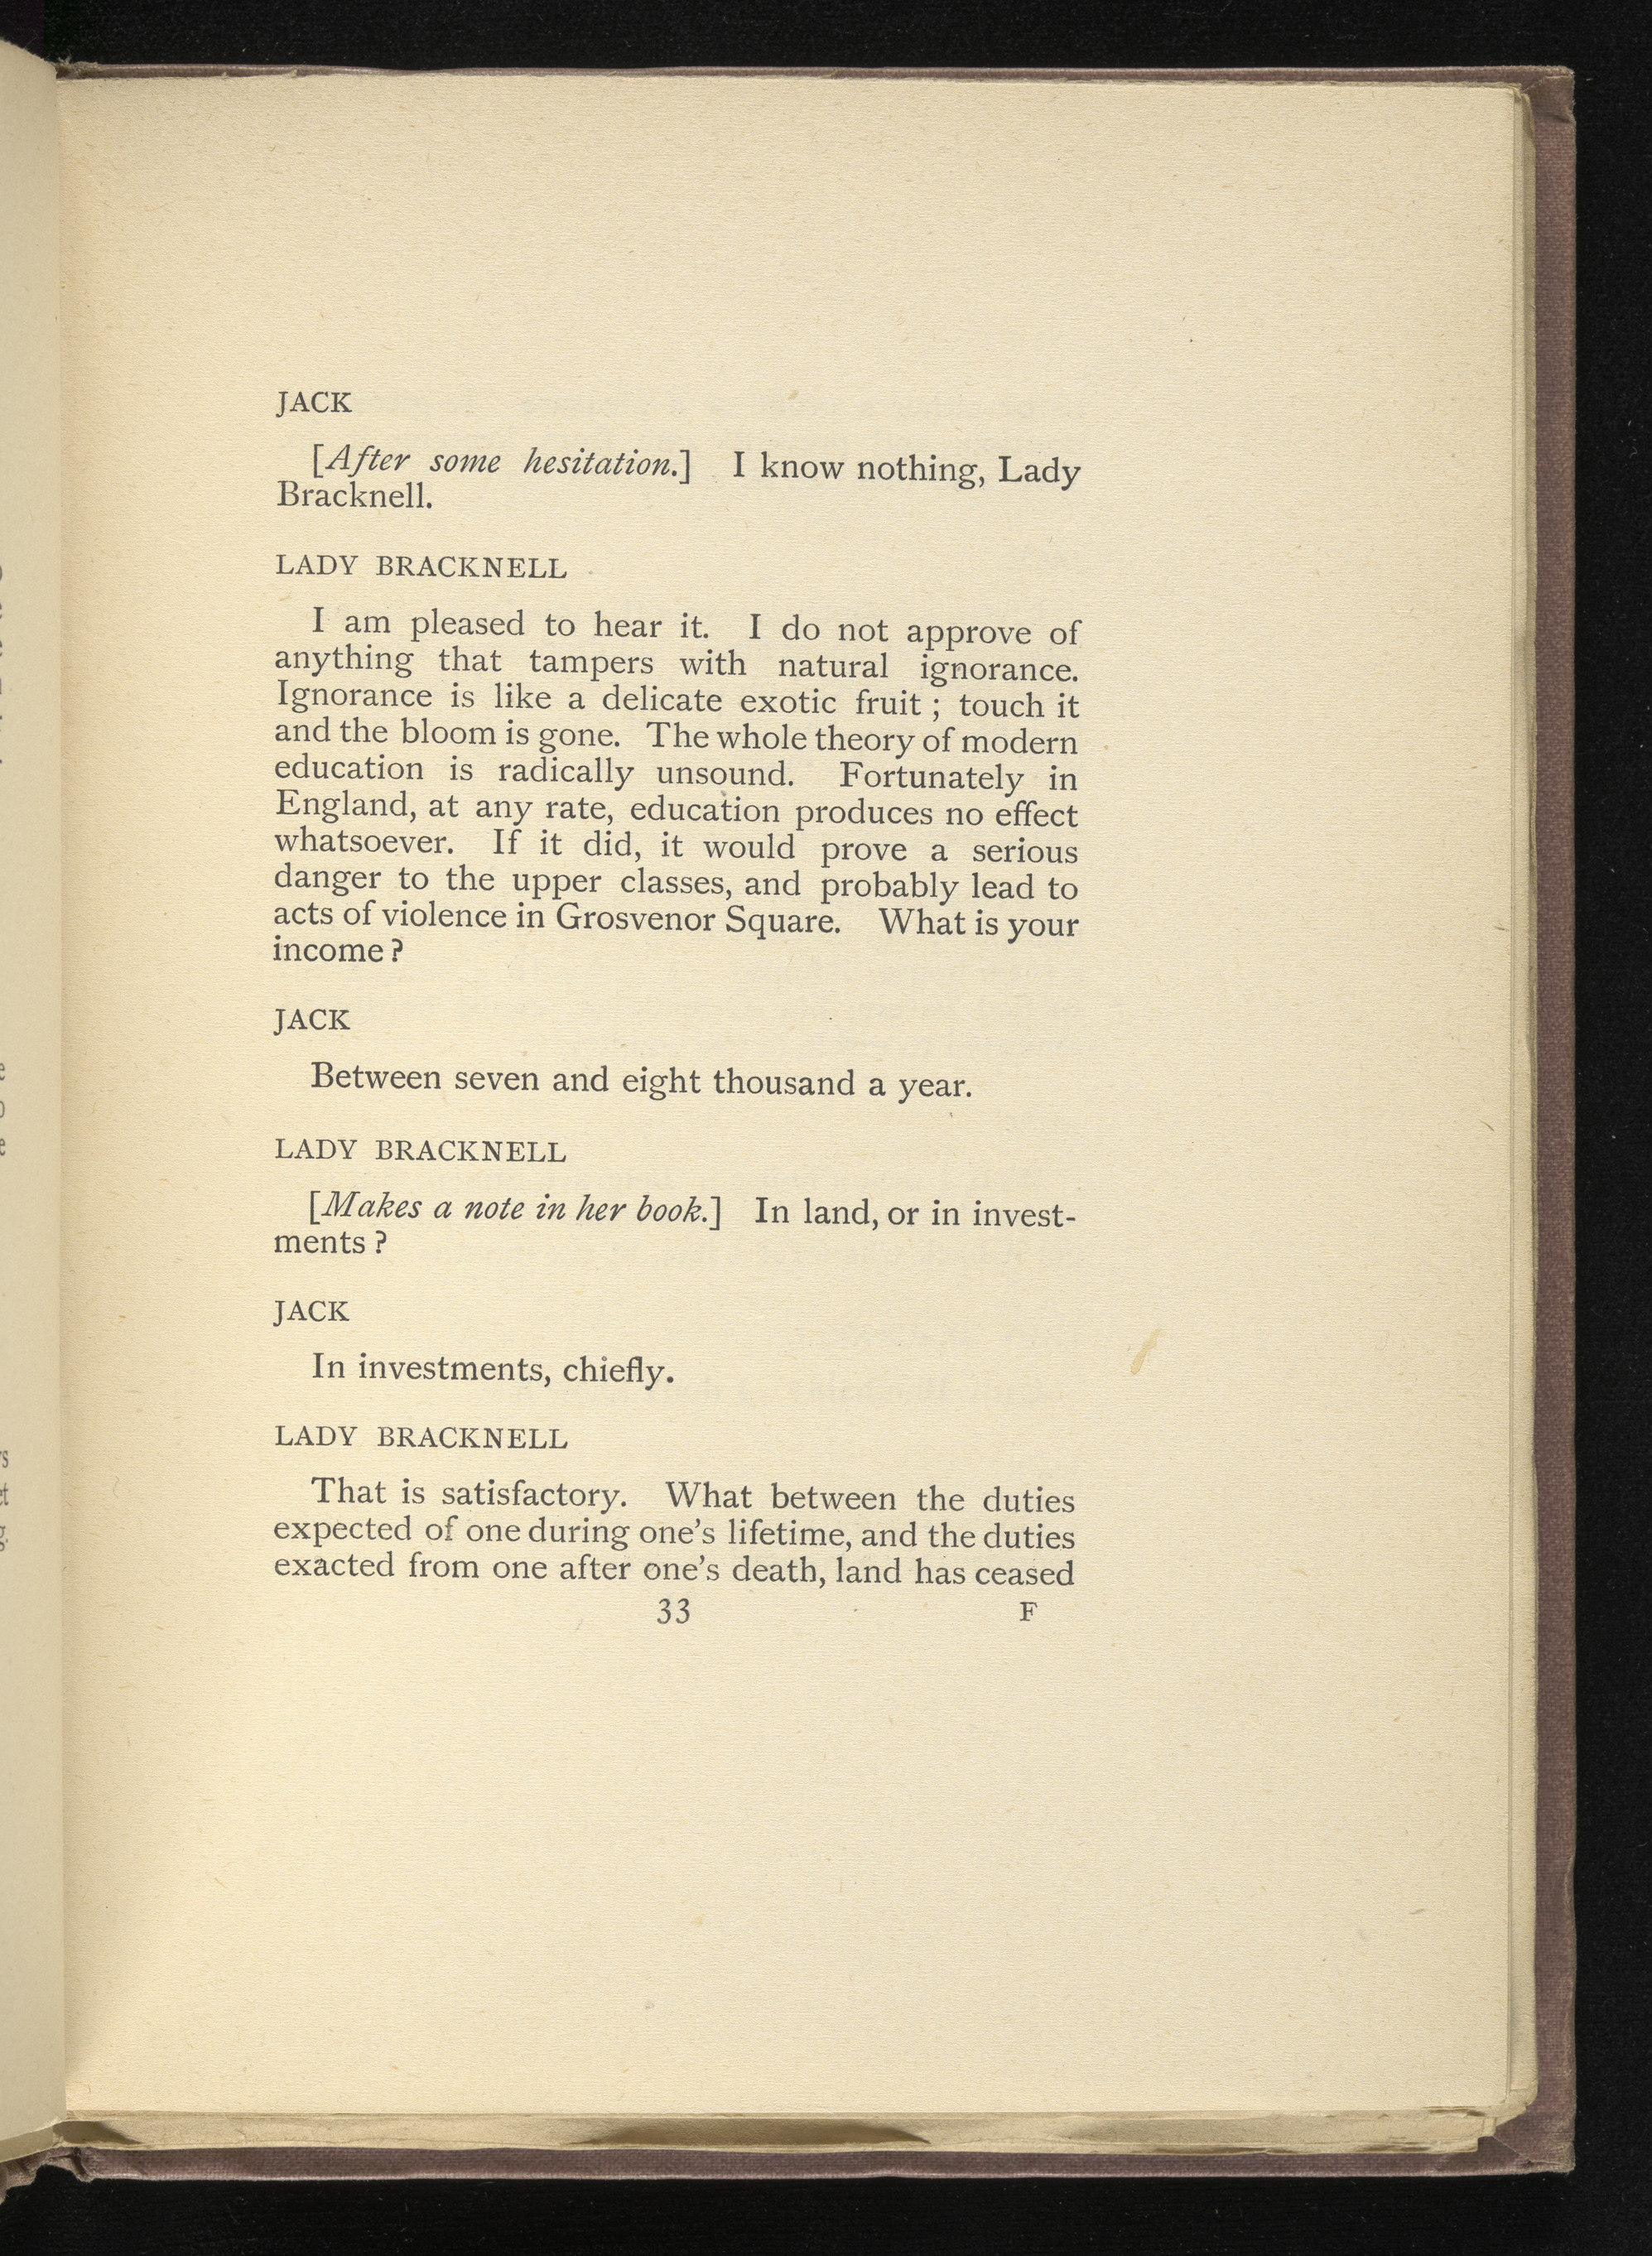 JACK
[After some hesitation.] I know nothing, Lady
Bracknell.
LADY BRACKNELL
I am pleased to hear it. I do not approve of
anything that tampers with natural ignorance.
Ignorance is like a delicate exotic fruit ; touch it
and the bloom is gone. The whole theory of modern
education is radically unsound. Fortunately in
England, at any rate, education produces no effect
whatsoever. If it did, it would prove a serious
danger to the upper classes, and probably lead to
acts of violence in Grosvenor Square. What is your
income ?
JACK
Between seven and eight thousand a year.
LADY BRACKNELL
[Makes a note in her book.] In land, or in invest-
ments ?
JACK
In investments, chiefly.
LADY BRACKNELL
That is satisfactory. What between the duties
expected of one during one's lifetime, and the duties
exacted from one after one's death, land has ceased
33 F